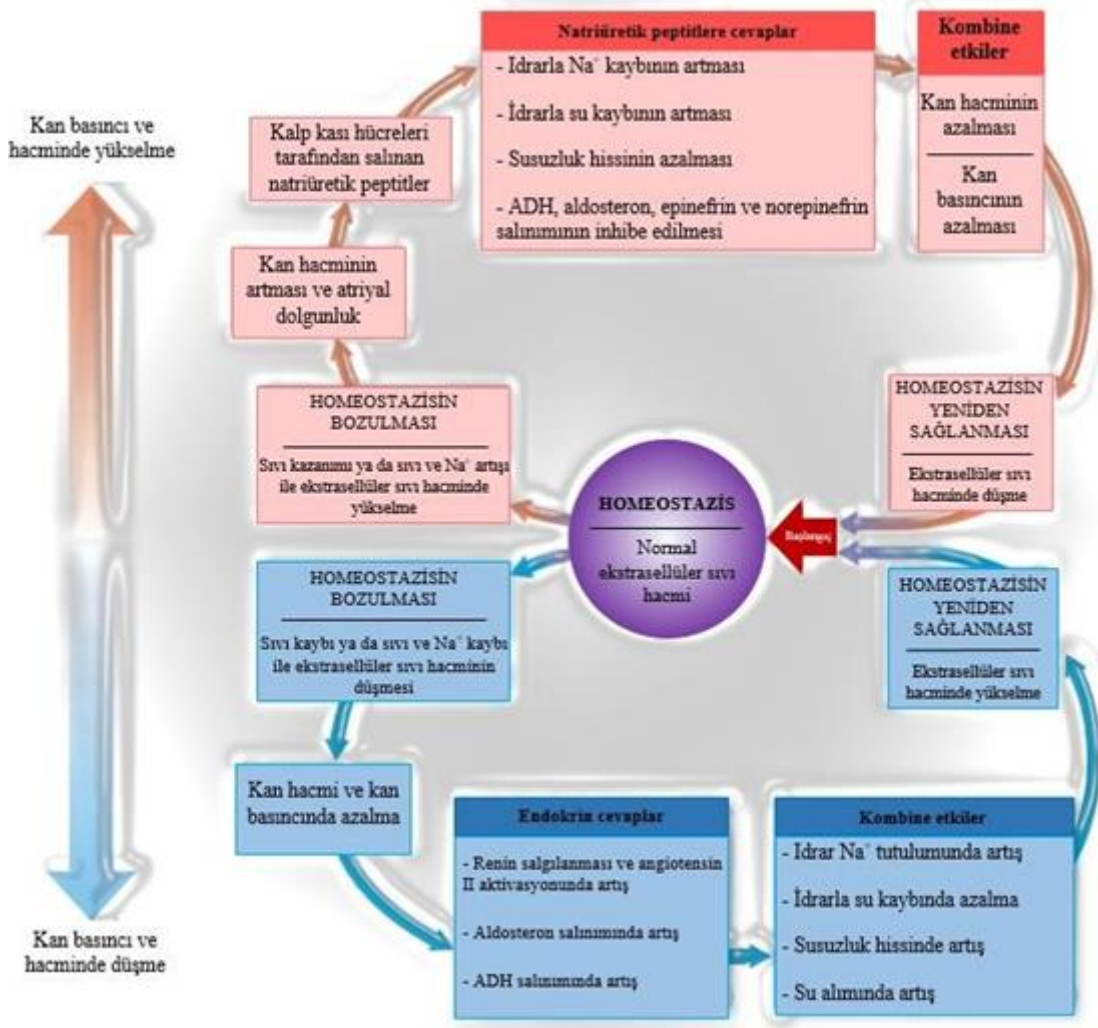 Kan basıncı ve
hacminde yükselme
Kalp kası hücreleri
tarafından salınan
natriüretik peptitler
Natriüretik peptitlere cevaplar
- Idrarla Na⁺ kaybının artması
- İdrarla su kaybının artması
- Susuzluk hissinin azalması
- ADH, aldosteron, epinefrin ve norepinefrin
salınımının inhibe edilmesi
Kombine
etkiler
Kan hacminin
azalması
Kan
basıncının
azalması
Kan hacminin
artması ve atriyal
dolgunluk
HOMEOSTAZİSİN
BOZULMASI
Sıvı kazanımı ya da sıvı ve Na⁺ artışı
ile ekstrasellüler sıvı hacminde
yükselme
HOMEOSTAZİS
Normal
ekstrasellüler sıvı
hacmi
Başlangıç
HOMEOSTAZİSİN
YENİDEN
SAĞLANMASI
Ekstrasellüler sıvı
hacminde düşme
HOMEOSTAZİSİN
BOZULMASI
Sıvı kaybı ya da sıvı ve Na⁺ kaybı
ile ekstrasellüler sıvı hacminin
düşmesi
HOMEOSTAZİSİN
YENİDEN
SAĞLANMASI
Ekstrasellüler sıvı
hacminde yükselme
Kan hacmi ve kan
basıncında azalma
Endokrin cevaplar
- Renin salgılanması ve angiotensin
II aktivasyonunda artış
- Aldosteron salınımında artış
- ADH salınımında artış
Kombine etkiler
- Idrar Na⁺ tutulumunda artış
- İdrarla su kaybında azalma
- Susuzluk hissinde artış
- Su alımında artış
Kan basıncı ve
hacminde düşme